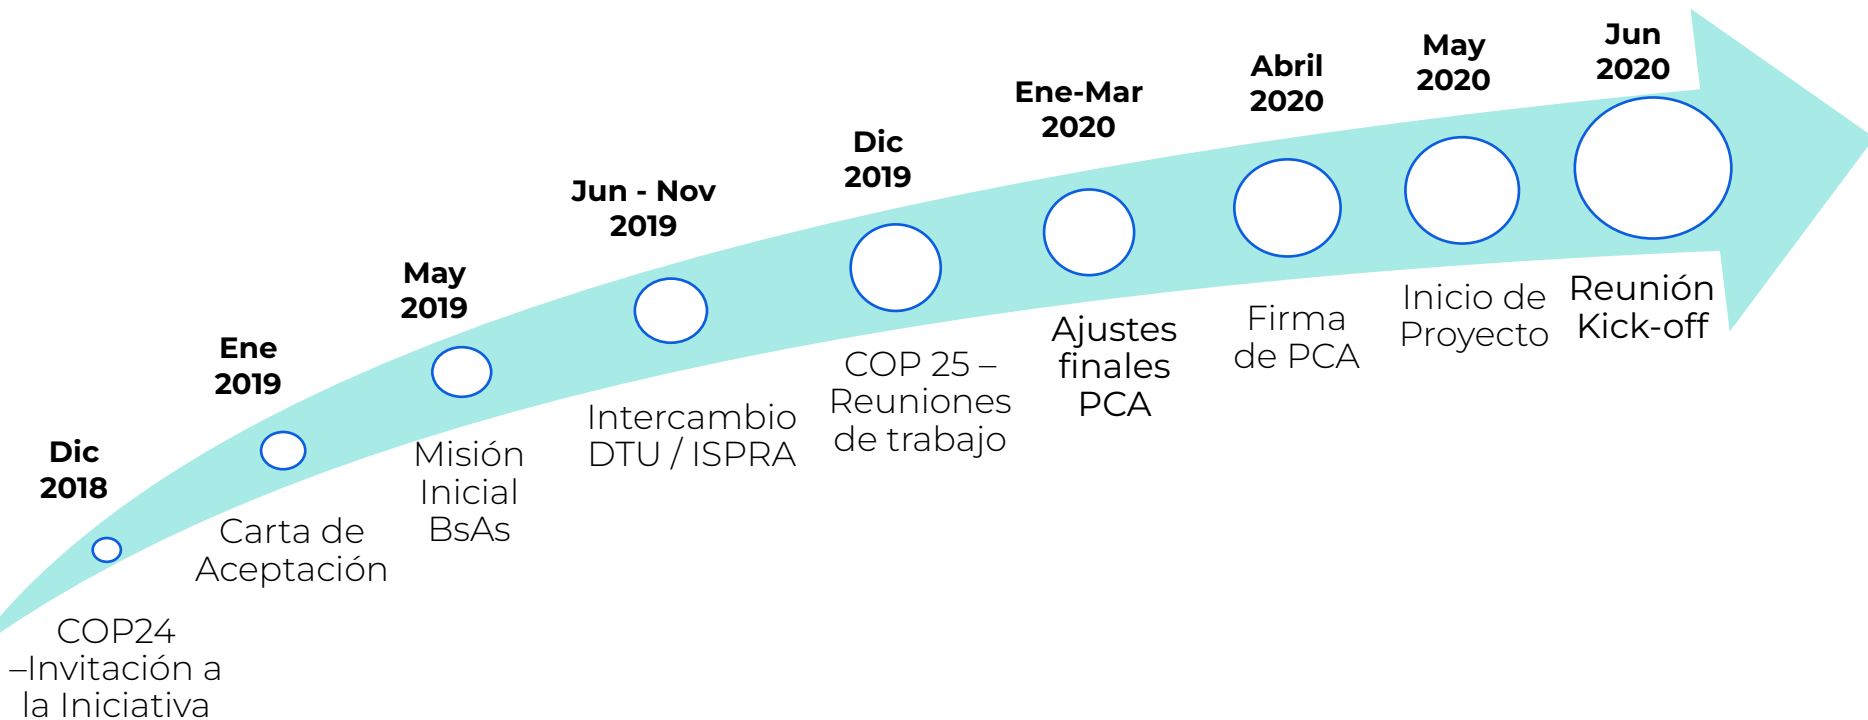 Dic
2018
COP24
–Invitación a
la Iniciativa
Ene
2019
Carta de
Aceptación
May
2019
Misión
Inicial
BsAs
Jun - Nov
2019
Intercambio
DTU / ISPRA
Dic
2019
COP 25 –
Reuniones
de trabajo
Ene-Mar
2020
Ajustes
finales
PCA
Abril
2020
Firma
de PCA
May
2020
Inicio de
Proyecto
Jun
2020
Reunión
Kick-off